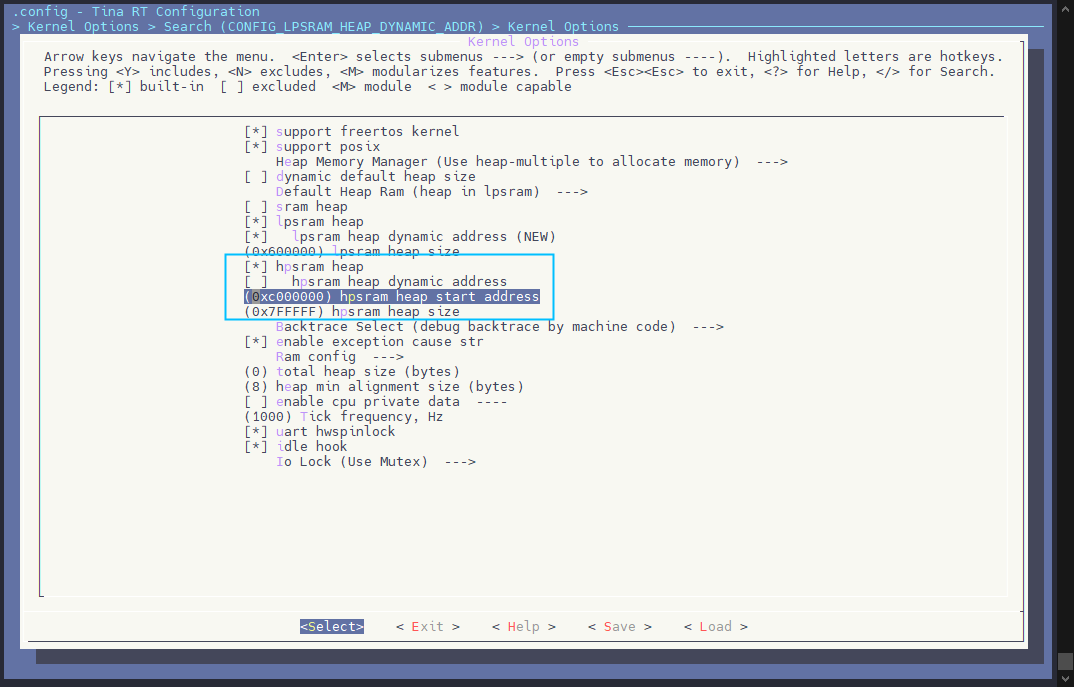 .config - Tina RT Configuration
> Kernel Options > Search (CONFIG_LPSRAM_HEAP_DYNAMIC_ADDR) > Kernel Options
Kernel Options
Arrow keys navigate the menu.  <Enter> selects submenus ---> (or empty submenus ----).  Highlighted letters are hotkeys.
Pressing <Y> includes, <N> excludes, <M> modularizes features.  Press <Esc><Esc> to exit, <?> for Help, </> for Search.
Legend: [*] built-in  [ ] excluded  <M> module  < > module capable
[*] support freertos kernel
[*] support posix
Heap Memory Manager (Use heap-multiple to allocate memory)  --->
[ ] dynamic default heap size
Default Heap Ram (heap in lpsram)  --->
[ ] sram heap
[*] lpsram heap
[*]   lpsram heap dynamic address (NEW)
(0x600000) lpsram heap size
[*] hpsram heap
[ ]   hpsram heap dynamic address
(0xc000000) hpsram heap start address
(0x7FFFFF) hpsram heap size
Backtrace Select (debug backtrace by machine code)  --->
[*] enable exception cause str
Ram config  --->
(0) total heap size (bytes)
(8) heap min alignment size (bytes)
[ ] enable cpu private data  ----
(1000) Tick frequency, Hz
[*] uart hwspinlock
[*] idle hook
Io Lock (Use Mutex)  --->
<Select>    < Exit >    < Help >    < Save >    < Load >